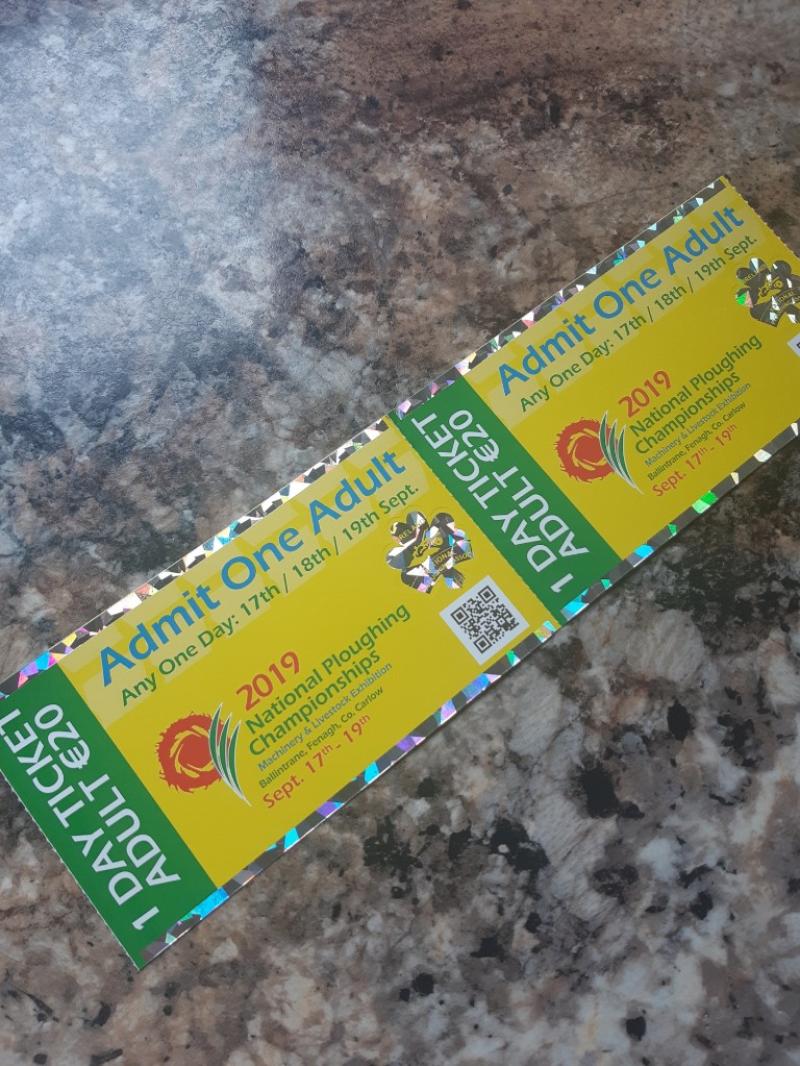 1 DAY TICKET
ADULT €20
Admit One Adult
Any One Day: 17th / 18th / 19th Sept.
2019
National Ploughing
Championships
Machinery & Livestock Exhibition
Ballintrane, Fenagh, Co. Carlow
Sept. 17th - 19th
1 DAY TICKET
ADULT €20
Admit One Adult
Any One Day: 17th / 18th / 19th Sept.
2019
National Ploughing
Championships
Machinery & Livestock Exhibition
Ballintrane, Fenagh, Co. Carlow
Sept. 17th - 19th